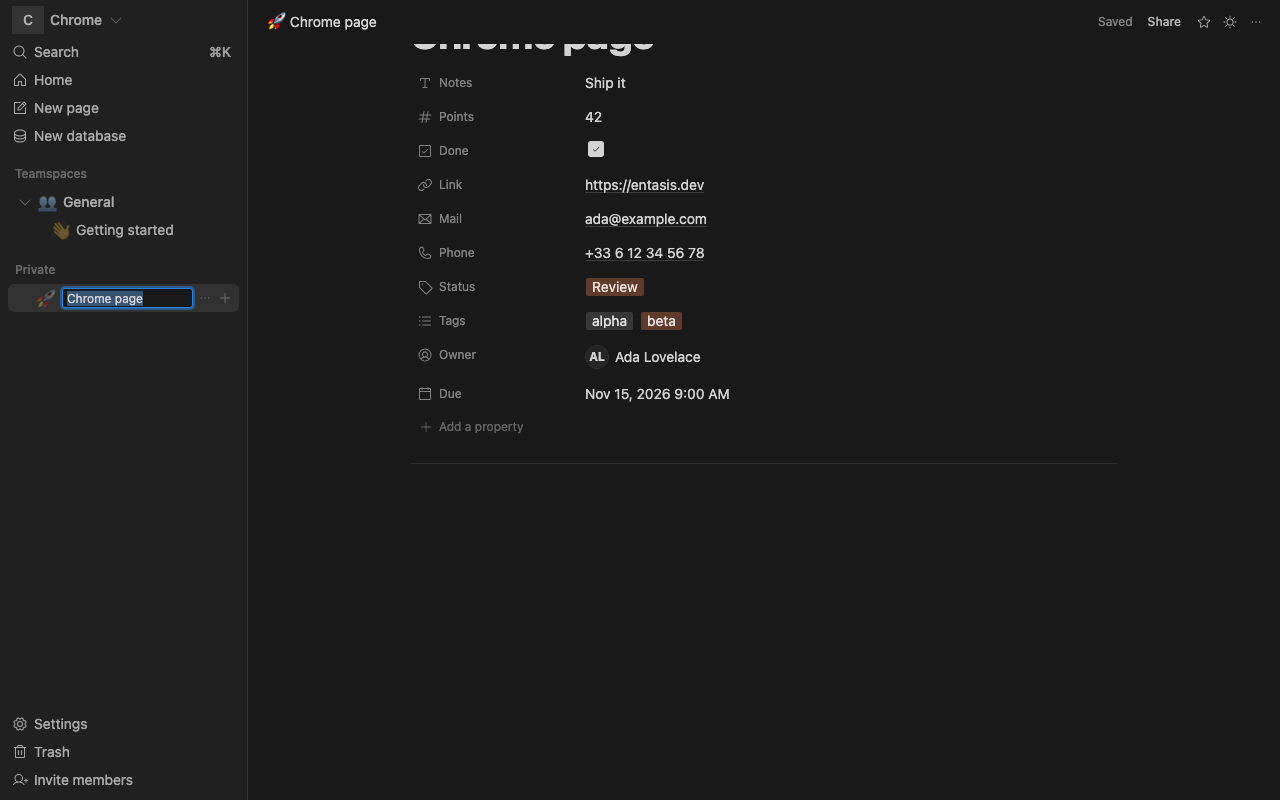 C Chrome
Search ⌘K
Home
New page
New database
Teamspaces
General
Getting started
Private
Chrome page
Settings
Trash
Invite members
Chrome page
Saved Share
Chrome page
Notes Ship it
Points 42
Done
Link https://entasis.dev
Mail ada@example.com
Phone +33 6 12 34 56 78
Status Review
Tags alpha beta
Owner AL Ada Lovelace
Due Nov 15, 2026 9:00 AM
Add a property